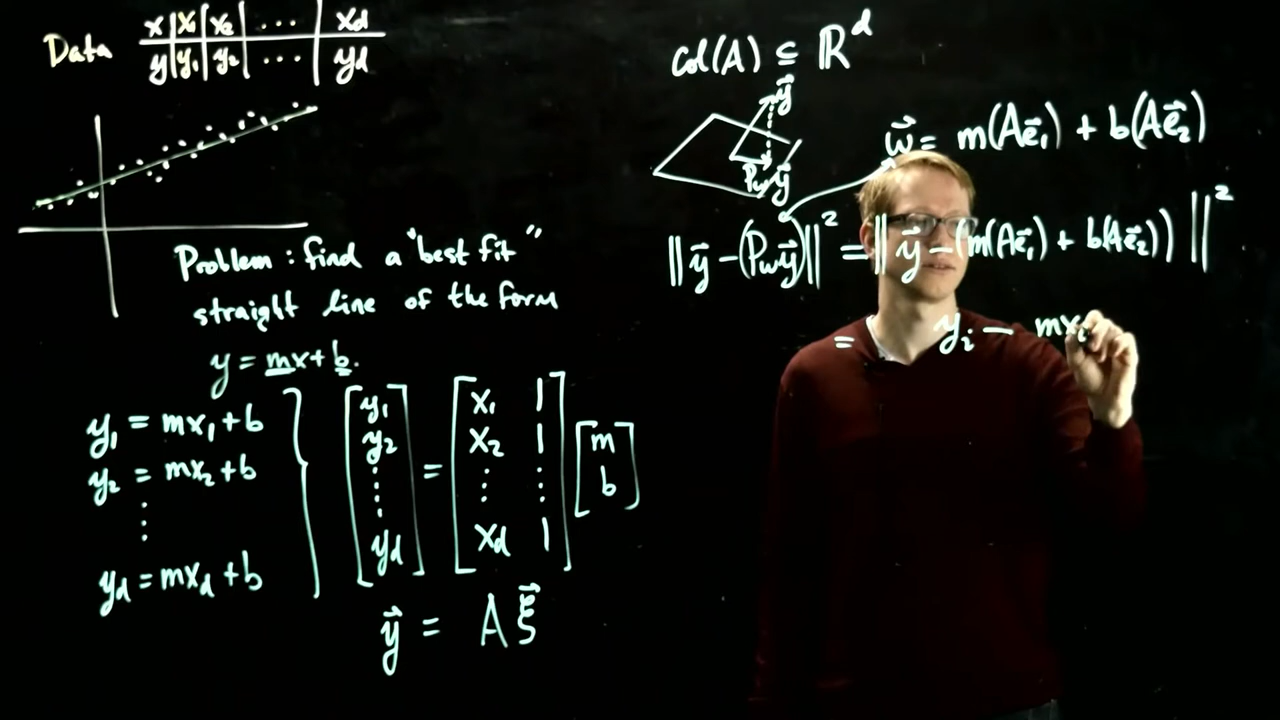 Data x | x₁ | x₂ | ··· | x_d
y | y₁ | y₂ | ··· | y_d
Problem: find a "best fit"
straight line of the form
y = mx + b.
y₁ = mx₁ + b
y₂ = mx₂ + b
⋮
y_d = mx_d + b
[y₁ y₂ ⋮ y_d] = [x₁ 1 x₂ 1 ⋮ ⋮ x_d 1] [m b]
y⃗ = A ξ⃗
Col(A) ⊆ ℝ^d
y⃗
P_W y⃗
w⃗ = m(Ae⃗₁) + b(Ae⃗₂)
‖y⃗ − (P_W y⃗)‖² = ‖y⃗ − (m(Ae⃗₁) + b(Ae⃗₂))‖²
= y_i − mx_i